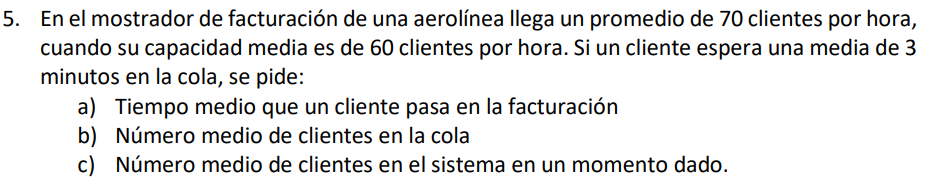 5. En el mostrador de facturación de una aerolínea llega un promedio de 70 clientes por hora,
cuando su capacidad media es de 60 clientes por hora. Si un cliente espera una media de 3
minutos en la cola, se pide:
a) Tiempo medio que un cliente pasa en la facturación
b) Número medio de clientes en la cola
c) Número medio de clientes en el sistema en un momento dado.